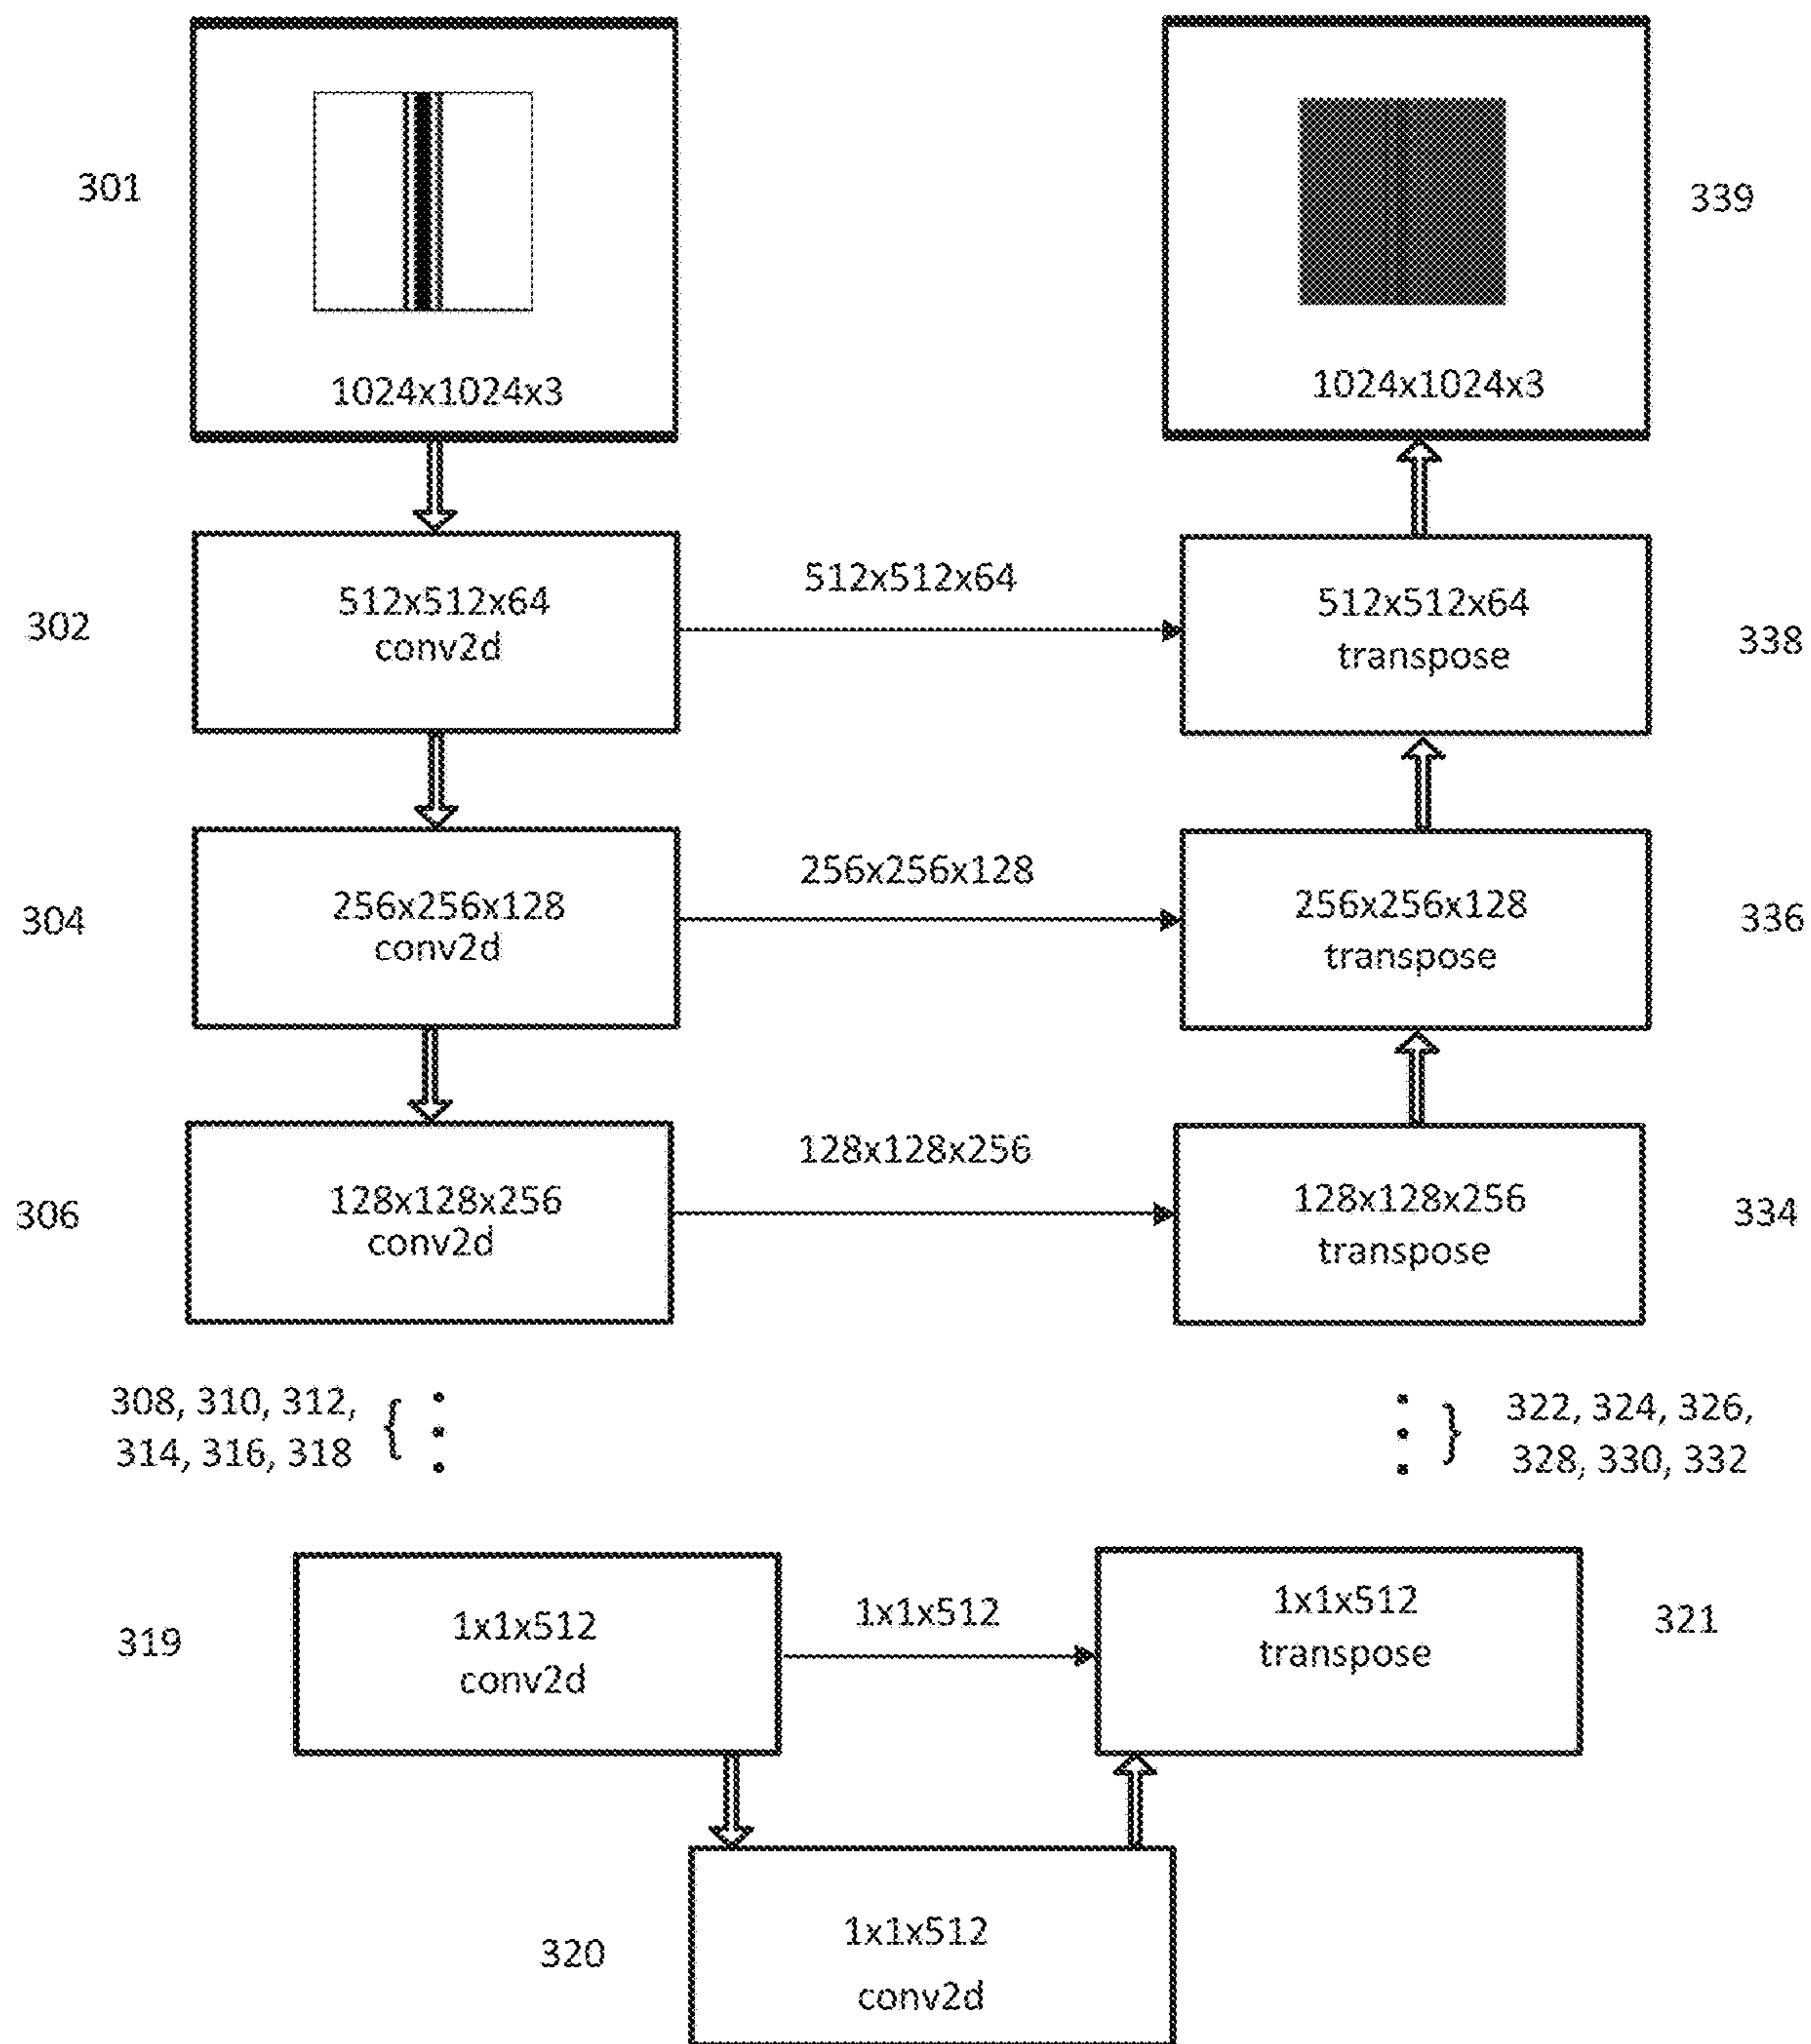 301
1024x1024x3
1024x1024x3
339
302
512x512x64
conv2d
512x512x64
512x512x64
transpose
338
304
256x256x128
conv2d
256x256x128
256x256x128
transpose
336
306
128x128x256
conv2d
128x128x256
128x128x256
transpose
334
308, 310, 312,
314, 316, 318
{
}
322, 324, 326,
328, 330, 332
319
1x1x512
conv2d
1x1x512
1x1x512
transpose
321
320
1x1x512
conv2d